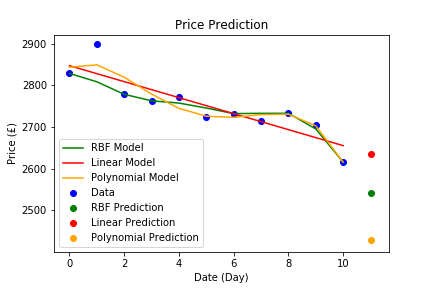 Price Prediction
Price (£)
2900
2800
2700
2600
2500
RBF Model
Linear Model
Polynomial Model
Data
RBF Prediction
Linear Prediction
Polynomial Prediction
0 2 4 6 8 10
Date (Day)